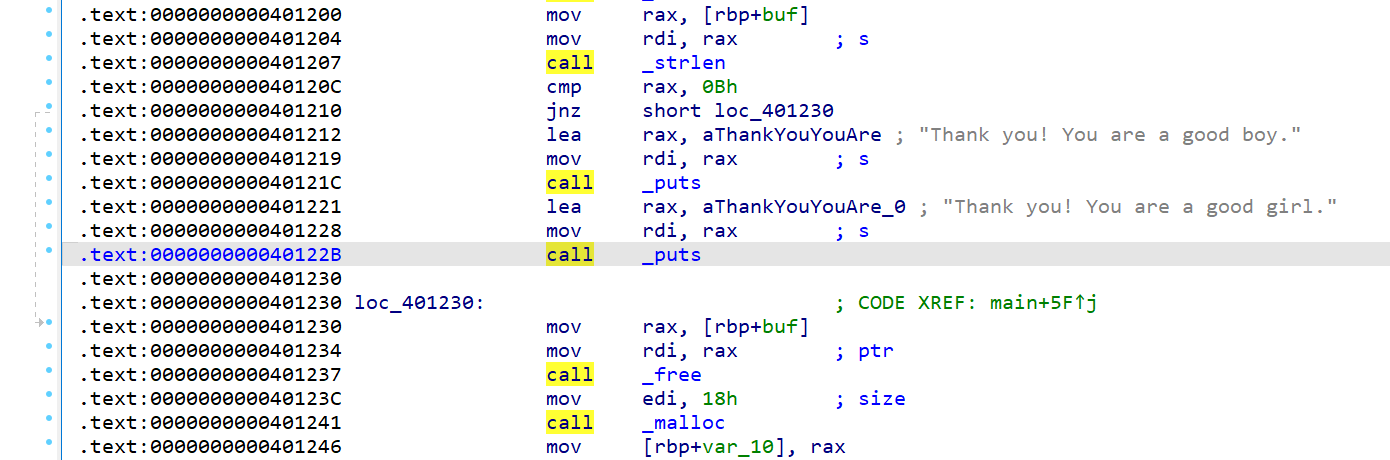 .text:0000000000401200 mov rax, [rbp+buf]
.text:0000000000401204 mov rdi, rax ; s
.text:0000000000401207 call _strlen
.text:000000000040120C cmp rax, 0Bh
.text:0000000000401210 jnz short loc_401230
.text:0000000000401212 lea rax, aThankYouYouAre ; "Thank you! You are a good boy."
.text:0000000000401219 mov rdi, rax ; s
.text:000000000040121C call _puts
.text:0000000000401221 lea rax, aThankYouYouAre_0 ; "Thank you! You are a good girl."
.text:0000000000401228 mov rdi, rax ; s
.text:000000000040122B call _puts
.text:0000000000401230
.text:0000000000401230 loc_401230: ; CODE XREF: main+5F↑j
.text:0000000000401230 mov rax, [rbp+buf]
.text:0000000000401234 mov rdi, rax ; ptr
.text:0000000000401237 call _free
.text:000000000040123C mov edi, 18h ; size
.text:0000000000401241 call _malloc
.text:0000000000401246 mov [rbp+var_10], rax